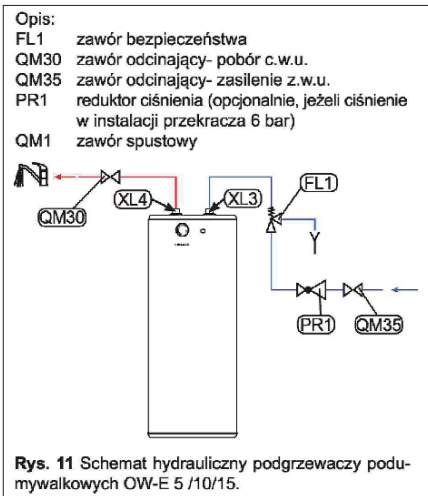 Opis:
FL1 zawór bezpieczeństwa
QM30 zawór odcinający- pobór c.w.u.
QM35 zawór odcinający- zasilenie z.w.u.
PR1 reduktor ciśnienia (opcjonalnie, jeżeli ciśnienie
w instalacji przekracza 6 bar)
QM1 zawór spustowy
FL1
XL4
XL3
QM30
PR1
QM35
Rys. 11 Schemat hydrauliczny podgrzewaczy podu-
mywalkowych OW-E 5 /10/15.